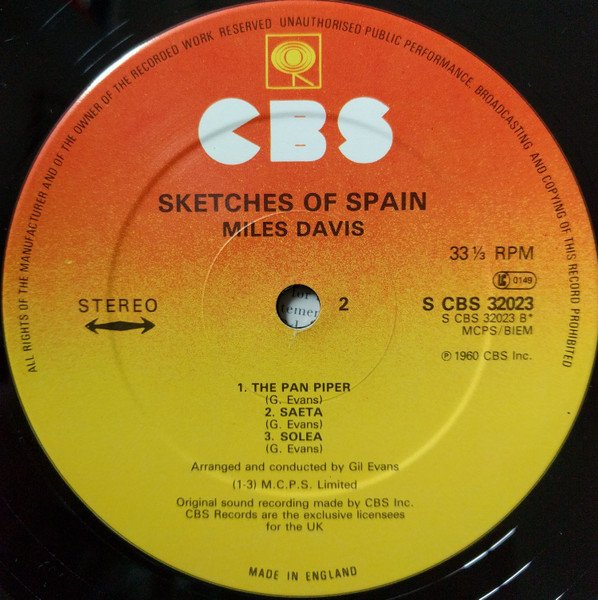 ALL RIGHTS OF THE MANUFACTURER AND OF THE OWNER OF THE RECORDED WORK RESERVED UNAUTHORISED PUBLIC PERFORMANCE, BROADCASTING AND COPYING OF THIS RECORD PROHIBITED
CBS
SKETCHES OF SPAIN
MILES DAVIS
33⅓ RPM
LC 0149
STEREO
2
S CBS 32023
S CBS 32023 B*
MCPS/BIEM
℗ 1960 CBS Inc.
1. THE PAN PIPER
(G. Evans)
2. SAETA
(G. Evans)
3. SOLEA
(G. Evans)
Arranged and conducted by Gil Evans
(1-3) M.C.P.S. Limited
Original sound recording made by CBS Inc.
CBS Records are the exclusive licensees
for the UK
MADE IN ENGLAND